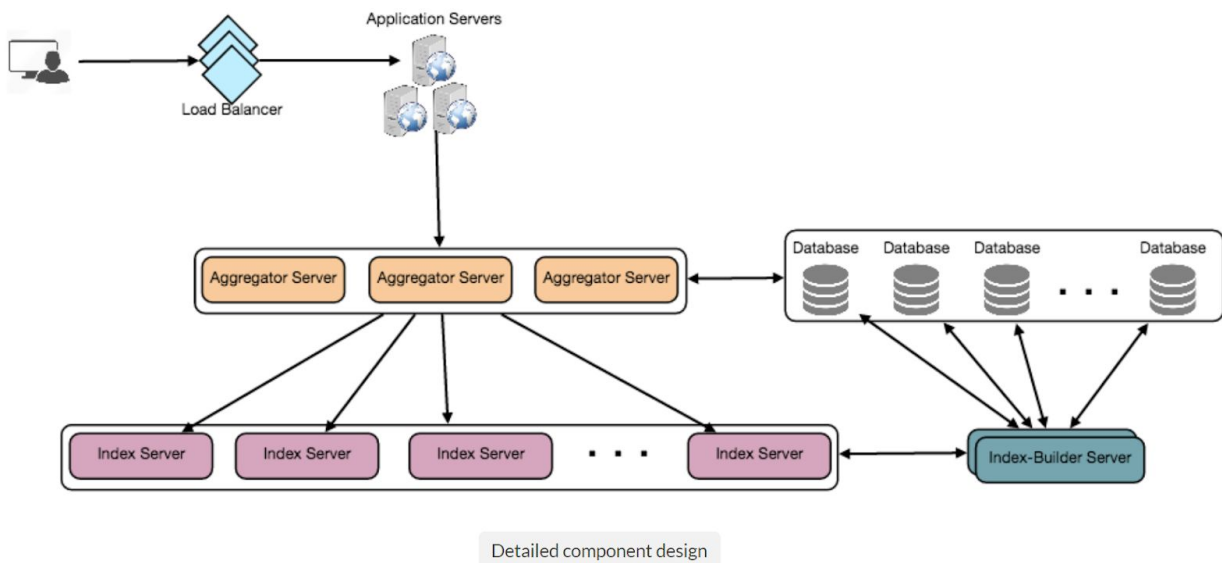 Application Servers
Load Balancer
Aggregator Server
Aggregator Server
Aggregator Server
Database
Database
Database
. . .
Database
Index Server
Index Server
Index Server
. . .
Index Server
Index-Builder Server
Detailed component design